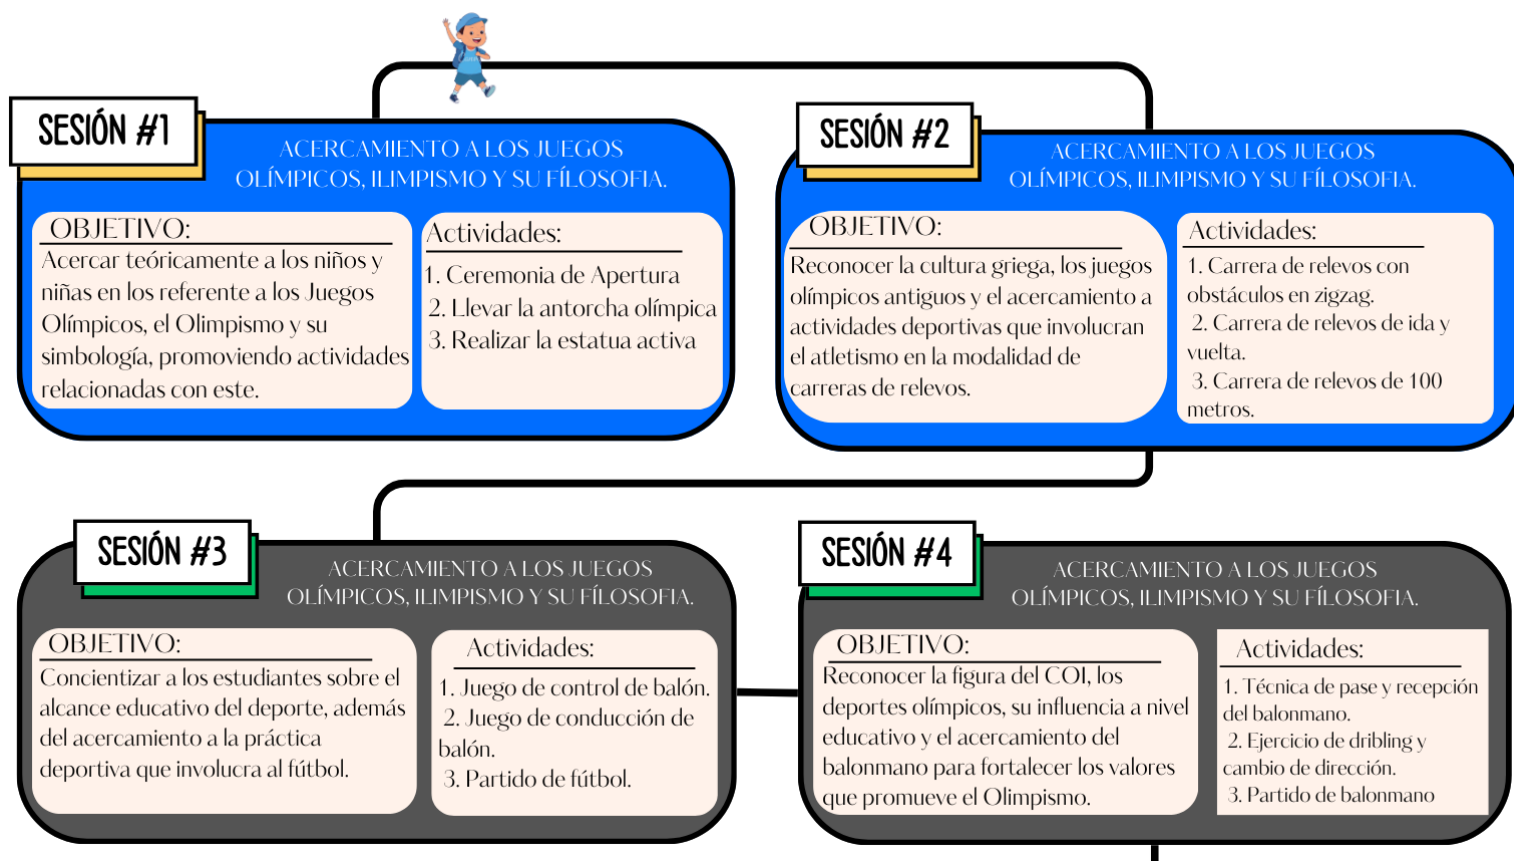 SESIÓN #1
ACERCAMIENTO A LOS JUEGOS
OLÍMPICOS, ILIMPISMO Y SU FÍLOSOFIA.
OBJETIVO:
Acercar teóricamente a los niños y
niñas en los referente a los Juegos
Olímpicos, el Olimpismo y su
simbología, promoviendo actividades
relacionadas con este.
Actividades:
1. Ceremonia de Apertura
2. Llevar la antorcha olímpica
3. Realizar la estatua activa
SESIÓN #2
ACERCAMIENTO A LOS JUEGOS
OLÍMPICOS, ILIMPISMO Y SU FÍLOSOFIA.
OBJETIVO:
Reconocer la cultura griega, los juegos
olímpicos antiguos y el acercamiento a
actividades deportivas que involucran
el atletismo en la modalidad de
carreras de relevos.
Actividades:
1. Carrera de relevos con
obstáculos en zigzag.
2. Carrera de relevos de ida y
vuelta.
3. Carrera de relevos de 100
metros.
SESIÓN #3
ACERCAMIENTO A LOS JUEGOS
OLÍMPICOS, ILIMPISMO Y SU FÍLOSOFIA.
OBJETIVO:
Concientizar a los estudiantes sobre el
alcance educativo del deporte, además
del acercamiento a la práctica
deportiva que involucra al fútbol.
Actividades:
1. Juego de control de balón.
2. Juego de conducción de
balón.
3. Partido de fútbol.
SESIÓN #4
ACERCAMIENTO A LOS JUEGOS
OLÍMPICOS, ILIMPISMO Y SU FÍLOSOFIA.
OBJETIVO:
Reconocer la figura del COI, los
deportes olímpicos, su influencia a nivel
educativo y el acercamiento del
balonmano para fortalecer los valores
que promueve el Olimpismo.
Actividades:
1. Técnica de pase y recepción
del balonmano.
2. Ejercicio de dribling y
cambio de dirección.
3. Partido de balonmano